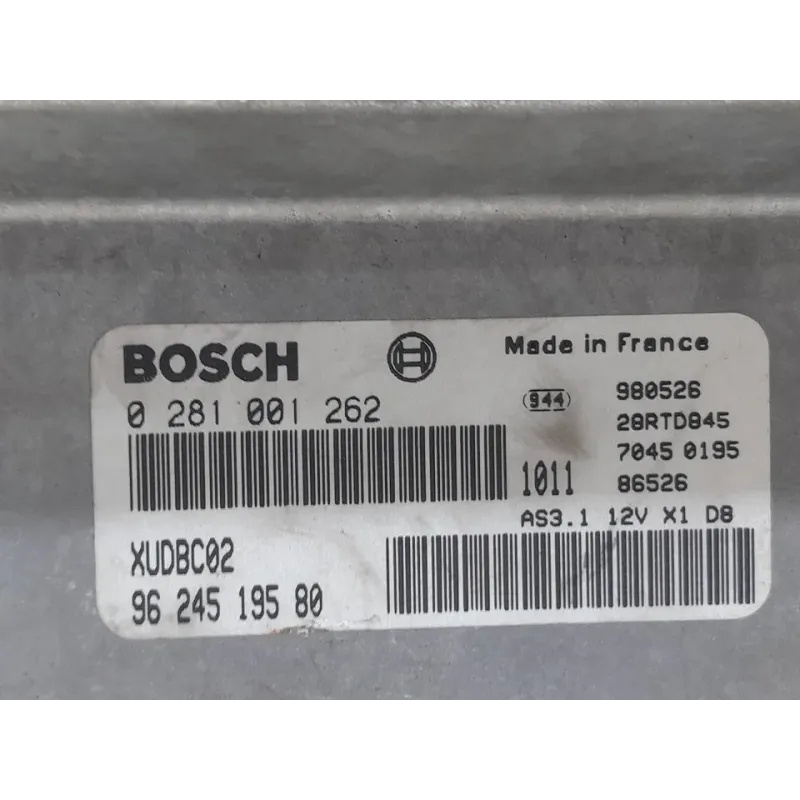 BOSCH
Made in France
0 281 001 262
944
980526
28RTD845
7045 0195
1011
86526
AS3.1 12V X1 D8
XUDBC02
96 245 195 80